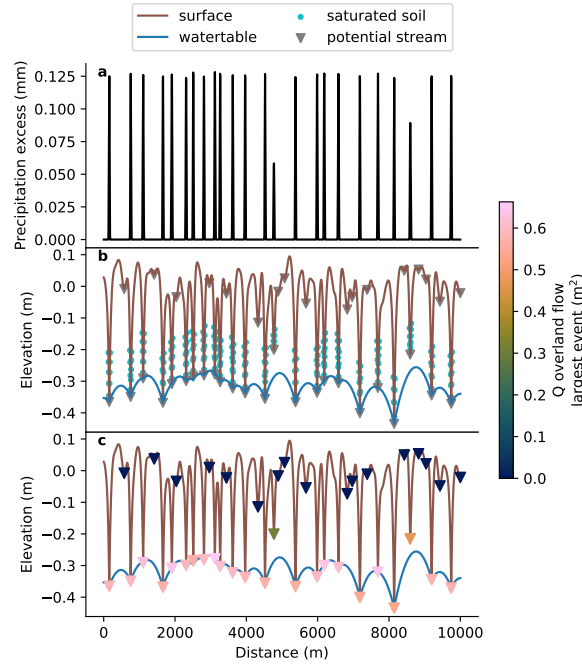 surface
saturated soil
watertable
potential stream
a
Precipitation excess (mm)
0.125
0.100
0.075
0.050
0.025
0.000
b
Elevation (m)
0.1
0.0
−0.1
−0.2
−0.3
−0.4
c
Elevation (m)
0.1
0.0
−0.1
−0.2
−0.3
−0.4
0
2000
4000
6000
8000
10000
Distance (m)
0.6
0.5
0.4
0.3
0.2
0.1
0.0
Q overland flow
largest event (m²)